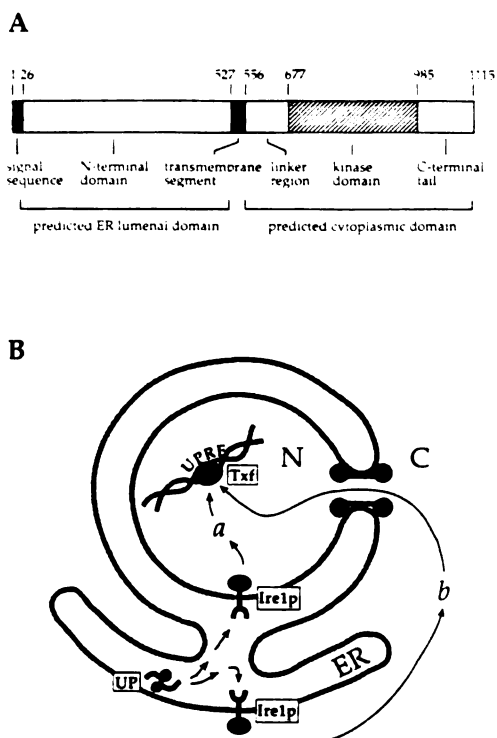 A
1 26 527 556 677 985 1115
signal N-terminal transmembrane linker kinase C-terminal
sequence domain segment region domain tail
predicted ER lumenal domain predicted cytoplasmic domain
B
UPRE
Txf
N
C
a
Ire1p
b
UP
ER
Ire1p